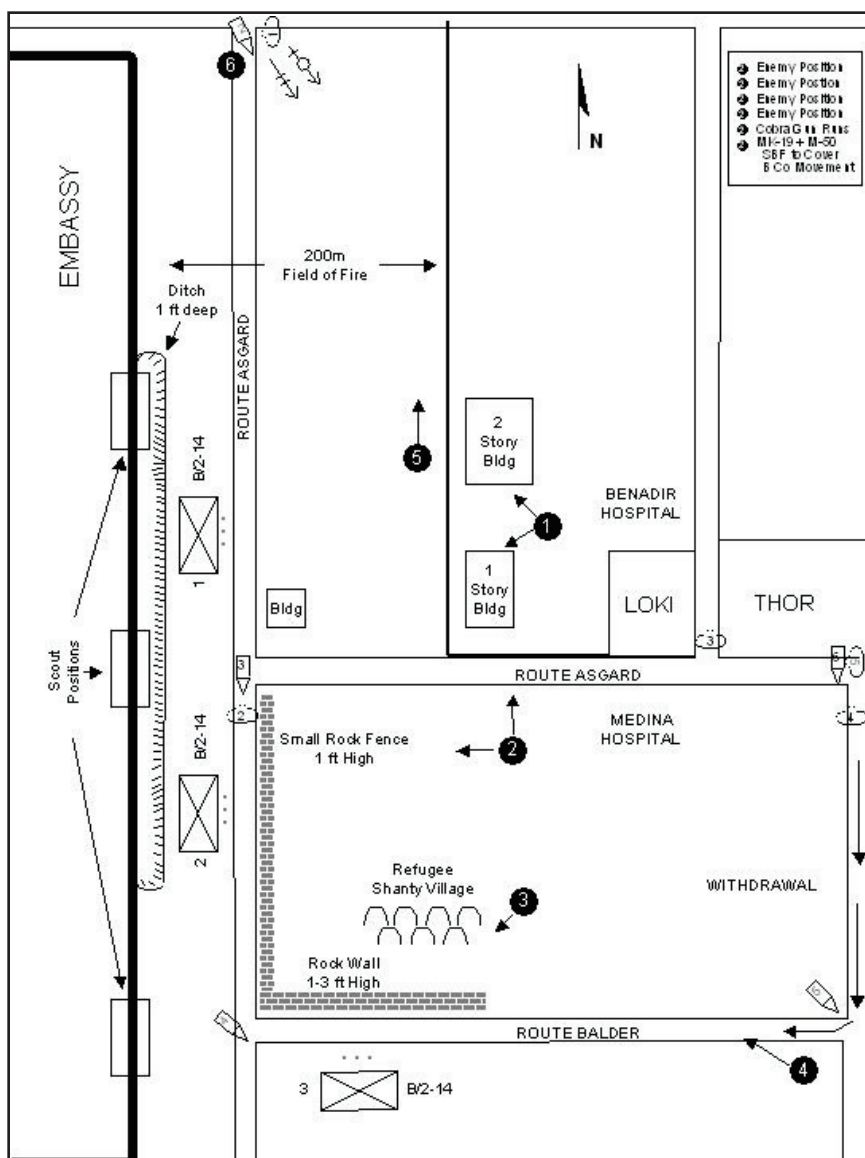 6
1
N
Enemy Position
Enemy Position
Enemy Position
Enemy Position
Cobra Gun Runs
MK-19 + M-50
SBF to Cover
B Co Movement
EMBASSY
200m
Field of Fire
Ditch
1 ft deep
ROUTE ASGARD
B/2-14
1
5
2
Story
Bldg
1
BENADIR
HOSPITAL
1
Story
Bldg
Bldg
LOKI
THOR
3
Scout
Positions
3
ROUTE ASGARD
5
2
4
B/2-14
2
Small Rock Fence
1 ft High
2
MEDINA
HOSPITAL
Refugee
Shanty Village
3
WITHDRAWAL
Rock Wall
1-3 ft High
4
6
ROUTE BALDER
4
3
B/2-14